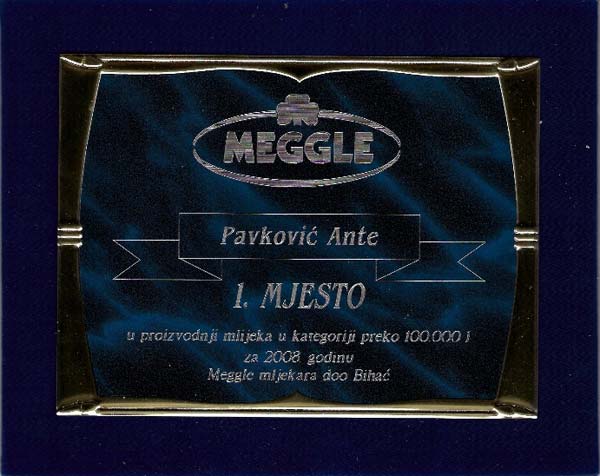 MEGGLE
Pavković Ante
1. MJESTO
u proizvodnji mlijeka u kategoriji preko 100.000 l
za 2008 godinu
Meggle mljekara doo Bihać